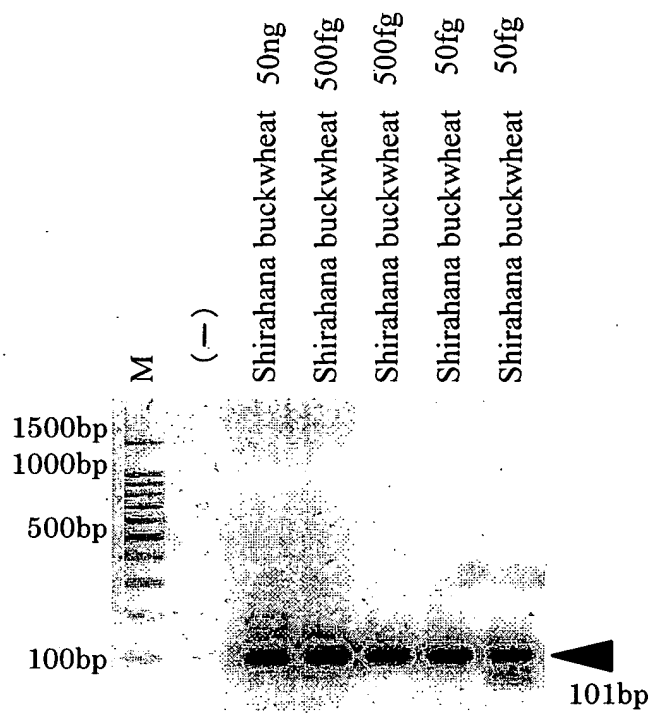 M
(−)
Shirahana buckwheat 50ng
Shirahana buckwheat 500fg
Shirahana buckwheat 500fg
Shirahana buckwheat 50fg
Shirahana buckwheat 50fg
1500bp
1000bp
500bp
100bp
101bp